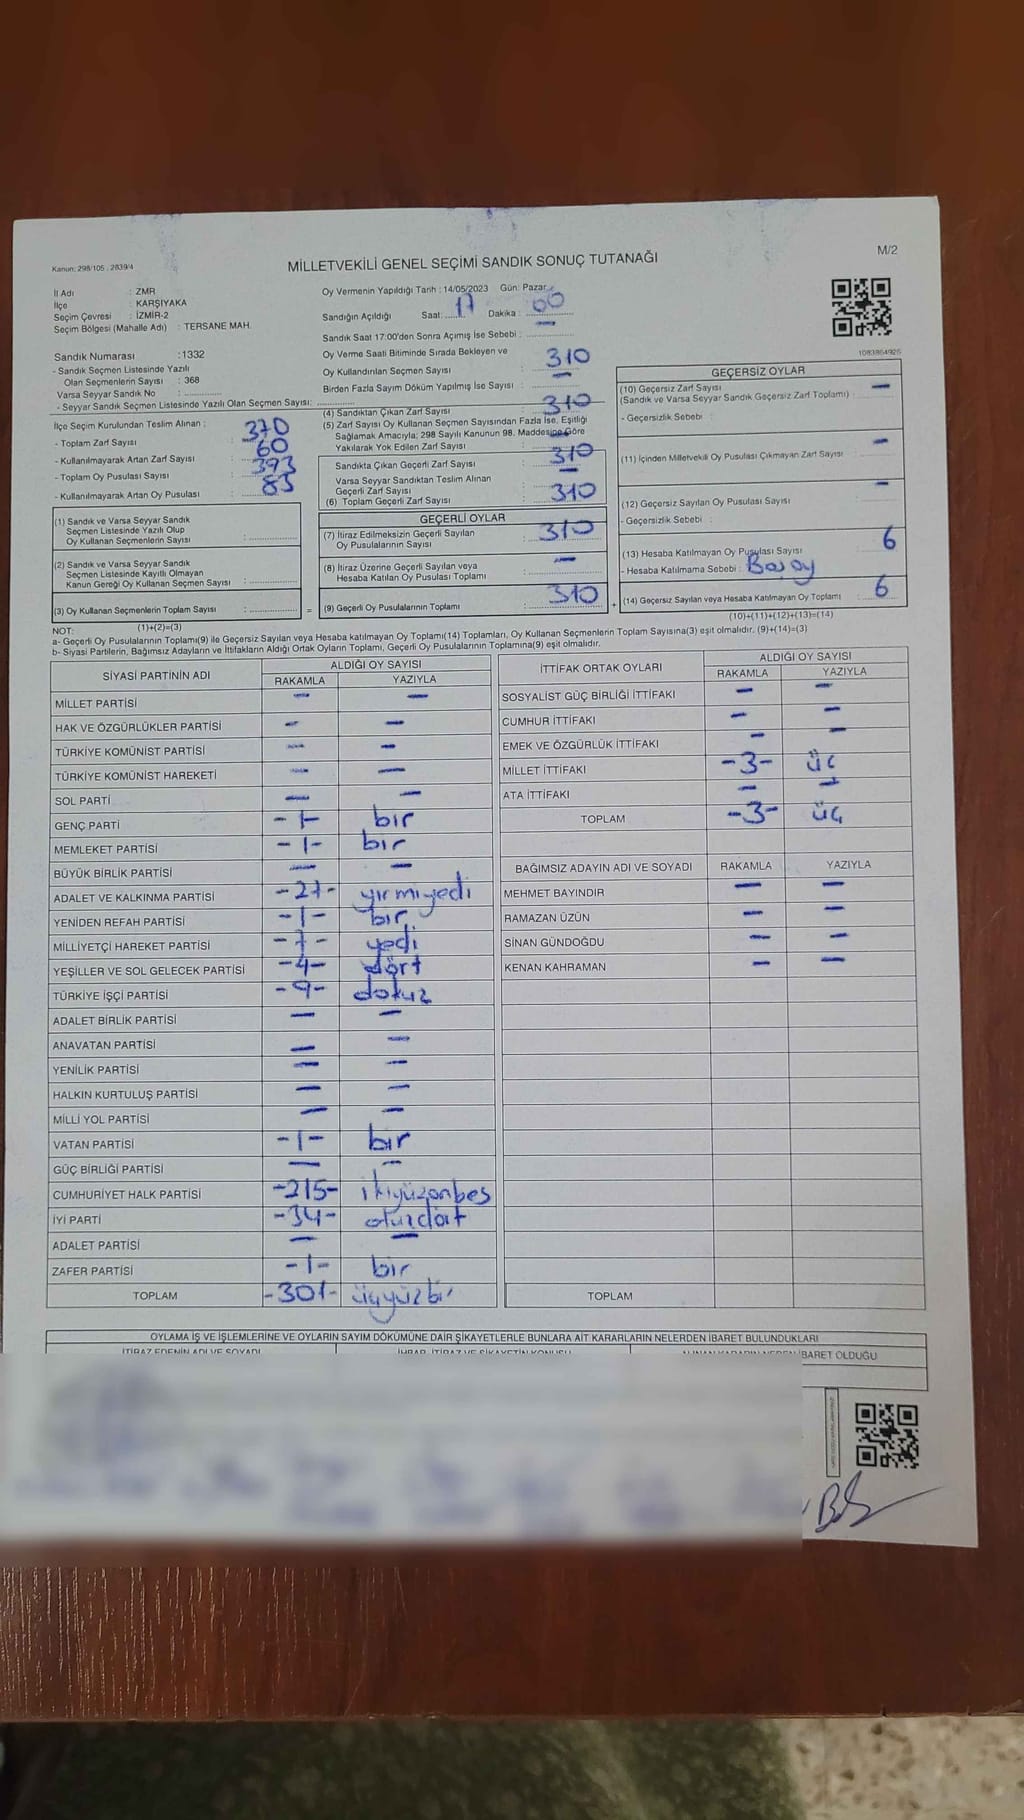 Kanun: 298/105 , 2839/4
MİLLETVEKİLİ GENEL SEÇİMİ SANDIK SONUÇ TUTANAĞI
M/2
İl Adı : ZMR
İlçe : KARŞIYAKA
Seçim Çevresi : İZMİR-2
Seçim Bölgesi (Mahalle Adı) : TERSANE MAH.
Sandık Numarası :1332
- Sandık Seçmen Listesinde Yazılı
Olan Seçmenlerin Sayısı : 368
Varsa Seyyar Sandık No :
- Seyyar Sandık Seçmen Listesinde Yazılı Olan Seçmen Sayısı:
İlçe Seçim Kurulundan Teslim Alınan ;
- Toplam Zarf Sayısı : 370
- Kullanılmayarak Artan Zarf Sayısı : 60
- Toplam Oy Pusulası Sayısı : 393
- Kullanılmayarak Artan Oy Pusulası : 83
(1) Sandık ve Varsa Seyyar Sandık
Seçmen Listesinde Yazılı Olup
Oy Kullanan Seçmenlerin Sayısı :
(2) Sandık ve Varsa Seyyar Sandık
Seçmen Listesinde Kayıtlı Olmayan
Kanun Gereği Oy Kullanan Seçmen Sayısı :
(3) Oy Kullanan Seçmenlerin Toplam Sayısı : =
(1)+(2)=(3)
Oy Vermenin Yapıldığı Tarih : 14/05/2023 Gün: Pazar
Sandığın Açıldığı Saat: 17 Dakika : 00
Sandık Saat 17:00'den Sonra Açımış İse Sebebi : -
Oy Verme Saati Bitiminde Sırada Bekleyen ve
Oy Kullandırılan Seçmen Sayısı : 310
Birden Fazla Sayım Döküm Yapılmış İse Sayısı : -
(4) Sandıktan Çıkan Zarf Sayısı : 310
(5) Zarf Sayısı Oy Kullanan Seçmen Sayısından Fazla İse, Eşitliği
Sağlamak Amacıyla; 298 Sayılı Kanunun 98. Maddesine Göre
Yakılarak Yok Edilen Zarf Sayısı : -
Sandıkta Çıkan Geçerli Zarf Sayısı : 310
Varsa Seyyar Sandıktan Teslim Alınan
Geçerli Zarf Sayısı : -
(6) Toplam Geçerli Zarf Sayısı : 310
GEÇERLİ OYLAR
(7) İtiraz Edilmeksizin Geçerli Sayılan
Oy Pusulalarının Sayısı : 310
(8) İtiraz Üzerine Geçerli Sayılan veya
Hesaba Katılan Oy Pusulası Toplamı : -
(9) Geçerli Oy Pusulalarının Toplamı : 310 +
1083864926
GEÇERSİZ OYLAR
(10) Geçersiz Zarf Sayısı -
(Sandık ve Varsa Seyyar Sandık Geçersiz Zarf Toplamı) :
- Geçersizlik Sebebi :
(11) İçinden Milletvekili Oy Pusulası Çıkmayan Zarf Sayısı : -
(12) Geçersiz Sayılan Oy Pusulası Sayısı : -
- Geçersizlik Sebebi :
(13) Hesaba Katılmayan Oy Pusulası Sayısı : 6
- Hesaba Katılmama Sebebi : Boş oy
(14) Geçersiz Sayılan veya Hesaba Katılmayan Oy Toplamı : 6
(10)+(11)+(12)+(13)=(14)
NOT:
a- Geçerli Oy Pusulalarının Toplamı(9) ile Geçersiz Sayılan veya Hesaba katılmayan Oy Toplamı(14) Toplamları, Oy Kullanan Seçmenlerin Toplam Sayısına(3) eşit olmalıdır. (9)+(14)=(3)
b- Siyasi Partilerin, Bağımsız Adayların ve İttifakların Aldığı Ortak Oyların Toplamı, Geçerli Oy Pusulalarının Toplamına(9) eşit olmalıdır.
SİYASİ PARTİNİN ADI ALDIĞI OY SAYISI
RAKAMLA YAZIYLA
MİLLET PARTİSİ - -
HAK VE ÖZGÜRLÜKLER PARTİSİ - -
TÜRKİYE KOMÜNİST PARTİSİ - -
TÜRKİYE KOMÜNİST HAREKETİ - -
SOL PARTİ - -
GENÇ PARTİ -1- bir
MEMLEKET PARTİSİ -1- bir
BÜYÜK BİRLİK PARTİSİ - -
ADALET VE KALKINMA PARTİSİ -27- yirmiyedi
YENİDEN REFAH PARTİSİ -1- bir
MİLLİYETÇİ HAREKET PARTİSİ -7- yedi
YEŞİLLER VE SOL GELECEK PARTİSİ -4- dört
TÜRKİYE İŞÇİ PARTİSİ -9- dokuz
ADALET BİRLİK PARTİSİ - -
ANAVATAN PARTİSİ - -
YENİLİK PARTİSİ - -
HALKIN KURTULUŞ PARTİSİ - -
MİLLİ YOL PARTİSİ - -
VATAN PARTİSİ -1- bir
GÜÇ BİRLİĞİ PARTİSİ - -
CUMHURİYET HALK PARTİSİ -215- ikiyüzonbeş
İYİ PARTİ -34- otuzdört
ADALET PARTİSİ - -
ZAFER PARTİSİ -1- bir
TOPLAM -301- üçyüzbir
İTTİFAK ORTAK OYLARI ALDIĞI OY SAYISI
RAKAMLA YAZIYLA
SOSYALİST GÜÇ BİRLİĞİ İTTİFAKI - -
CUMHUR İTTİFAKI - -
EMEK VE ÖZGÜRLÜK İTTİFAKI - -
MİLLET İTTİFAKI -3- üç
ATA İTTİFAKI - -
TOPLAM -3- üç
BAĞIMSIZ ADAYIN ADI VE SOYADI RAKAMLA YAZIYLA
MEHMET BAYINDIR - -
RAMAZAN ÜZÜN - -
SİNAN GÜNDOĞDU - -
KENAN KAHRAMAN - -
TOPLAM
OYLAMA İŞ VE İŞLEMLERİNE VE OYLARIN SAYIM DÖKÜMÜNE DAİR ŞİKAYETLERLE BUNLARA AİT KARARLARIN NELERDEN İBARET BULUNDUKLARI
İTİRAZ EDENİN ADI VE SOYADI İHBAR, İTİRAZ VE ŞİKAYETİN KONUSU ALINAN KARARIN NEDEN İBARET OLDUĞU